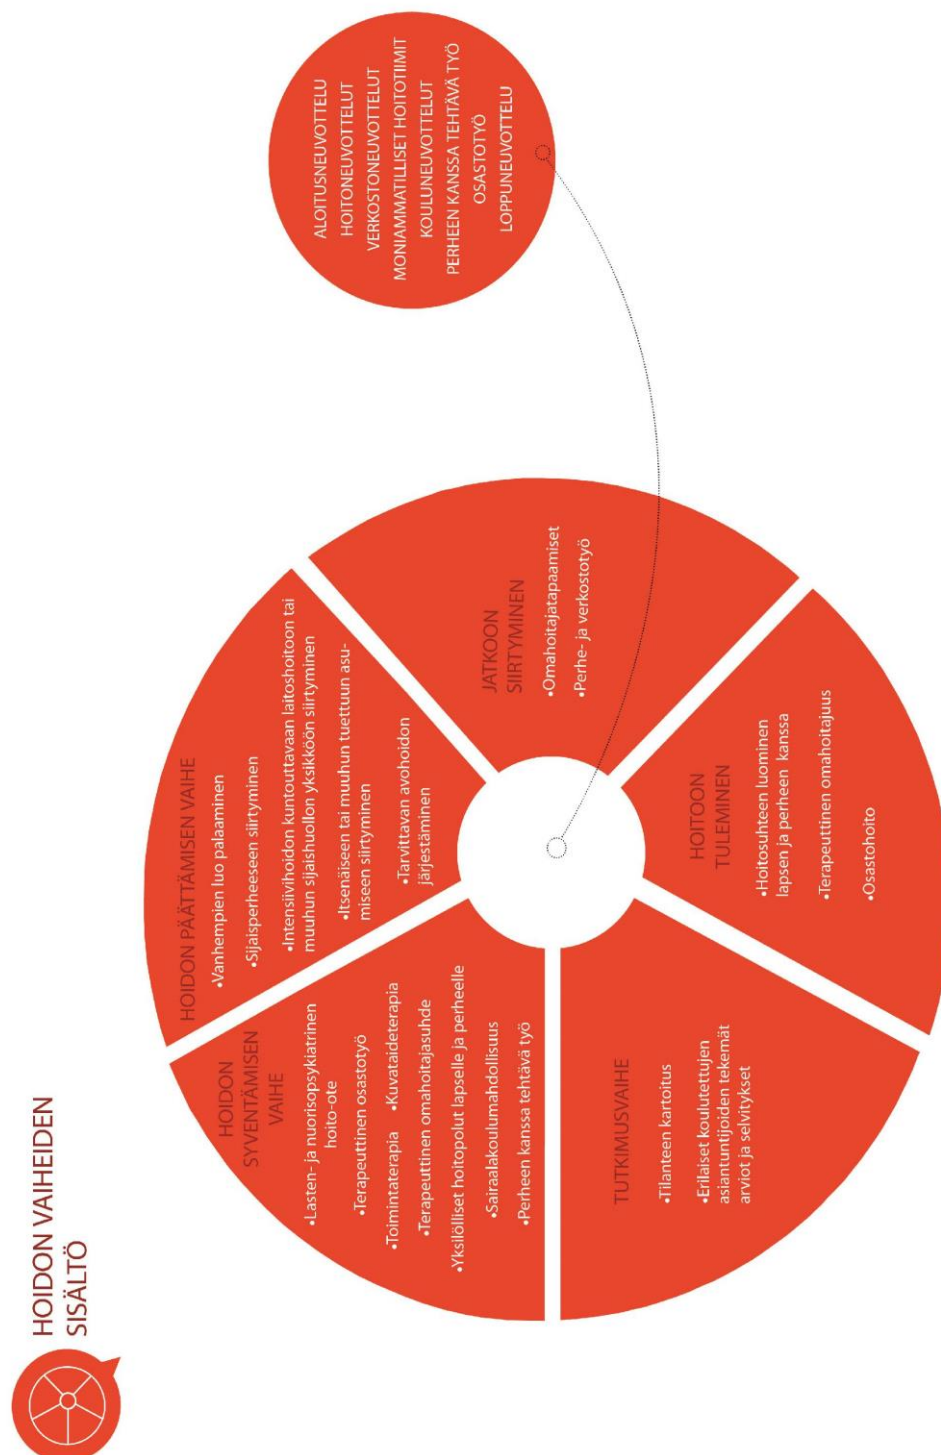 HOIDON VAIHEIDEN
SISÄLTÖ
HOITOON
TULEMINEN
•Hoitosuhteen luominen
lapsen ja perheen kanssa
•Terapeuttinen omahoitajuus
•Osastohoito
TUTKIMUSVAIHE
•Tilanteen kartoitus
•Erilaiset koulutettujen
asiantuntijoiden tekemät
arviot ja selvitykset
HOIDON
SYVENTÄMISEN
VAIHE
•Lasten- ja nuorisopsykiatrinen
hoito-ote
•Terapeuttinen osastotyö
•Toimintaterapia •Kuvataideterapia
•Terapeuttinen omahoitajasuhde
•Yksilölliset hoitopolut lapselle ja perheelle
•Sairaalakoulumahdollisuus
•Perheen kanssa tehtävä työ
HOIDON PÄÄTTÄMISEN VAIHE
•Vanhempien luo palaaminen
•Sijaisperheeseen siirtyminen
•Intensiivihoidon kuntouttavaan laitoshoitoon tai
muuhun sijaishuollon yksikköön siirtyminen
•Itsenäiseen tai muuhun tuettuun asu-
miseen siirtyminen
•Tarvittavan avohoidon
järjestäminen
JATKOON
SIIRTYMINEN
•Omahoitajatapaamiset
•Perhe- ja verkostotyö
ALOITUSNEUVOTTELU
HOITONEUVOTTELUT
VERKOSTONEUVOTTELUT
MONIAMMATILLISET HOITOTIIMIT
KOULUNEUVOTTELUT
PERHEEN KANSSA TEHTÄVÄ TYÖ
OSASTOTYÖ
LOPPUNEUVOTTELU